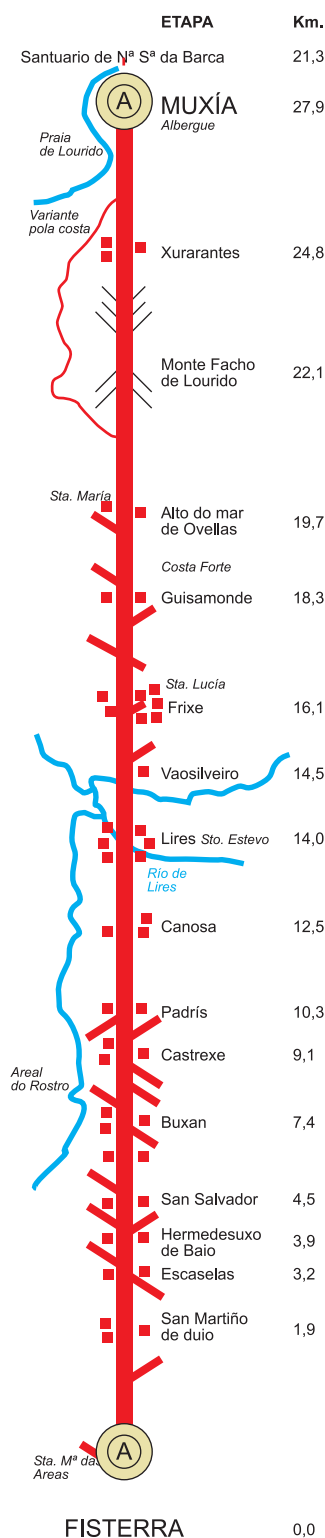 ETAPA Km.
Santuario de Nª Sª da Barca 21,3
A MUXÍA 27,9
Albergue
Praia
de Lourido
Variante
pola costa
Xurarantes 24,8
Monte Facho
de Lourido 22,1
Sta. María
Alto do mar
de Ovellas 19,7
Costa Forte
Guisamonde 18,3
Sta. Lucía
Frixe 16,1
Vaosilveiro 14,5
Lires Sto. Estevo 14,0
Río de
Lires
Canosa 12,5
Padrís 10,3
Castrexe 9,1
Areal
do Rostro
Buxan 7,4
San Salvador 4,5
Hermedesuxo
de Baio 3,9
Escaselas 3,2
San Martiño
de duio 1,9
A
Sta. Mª das
Areas
FISTERRA 0,0